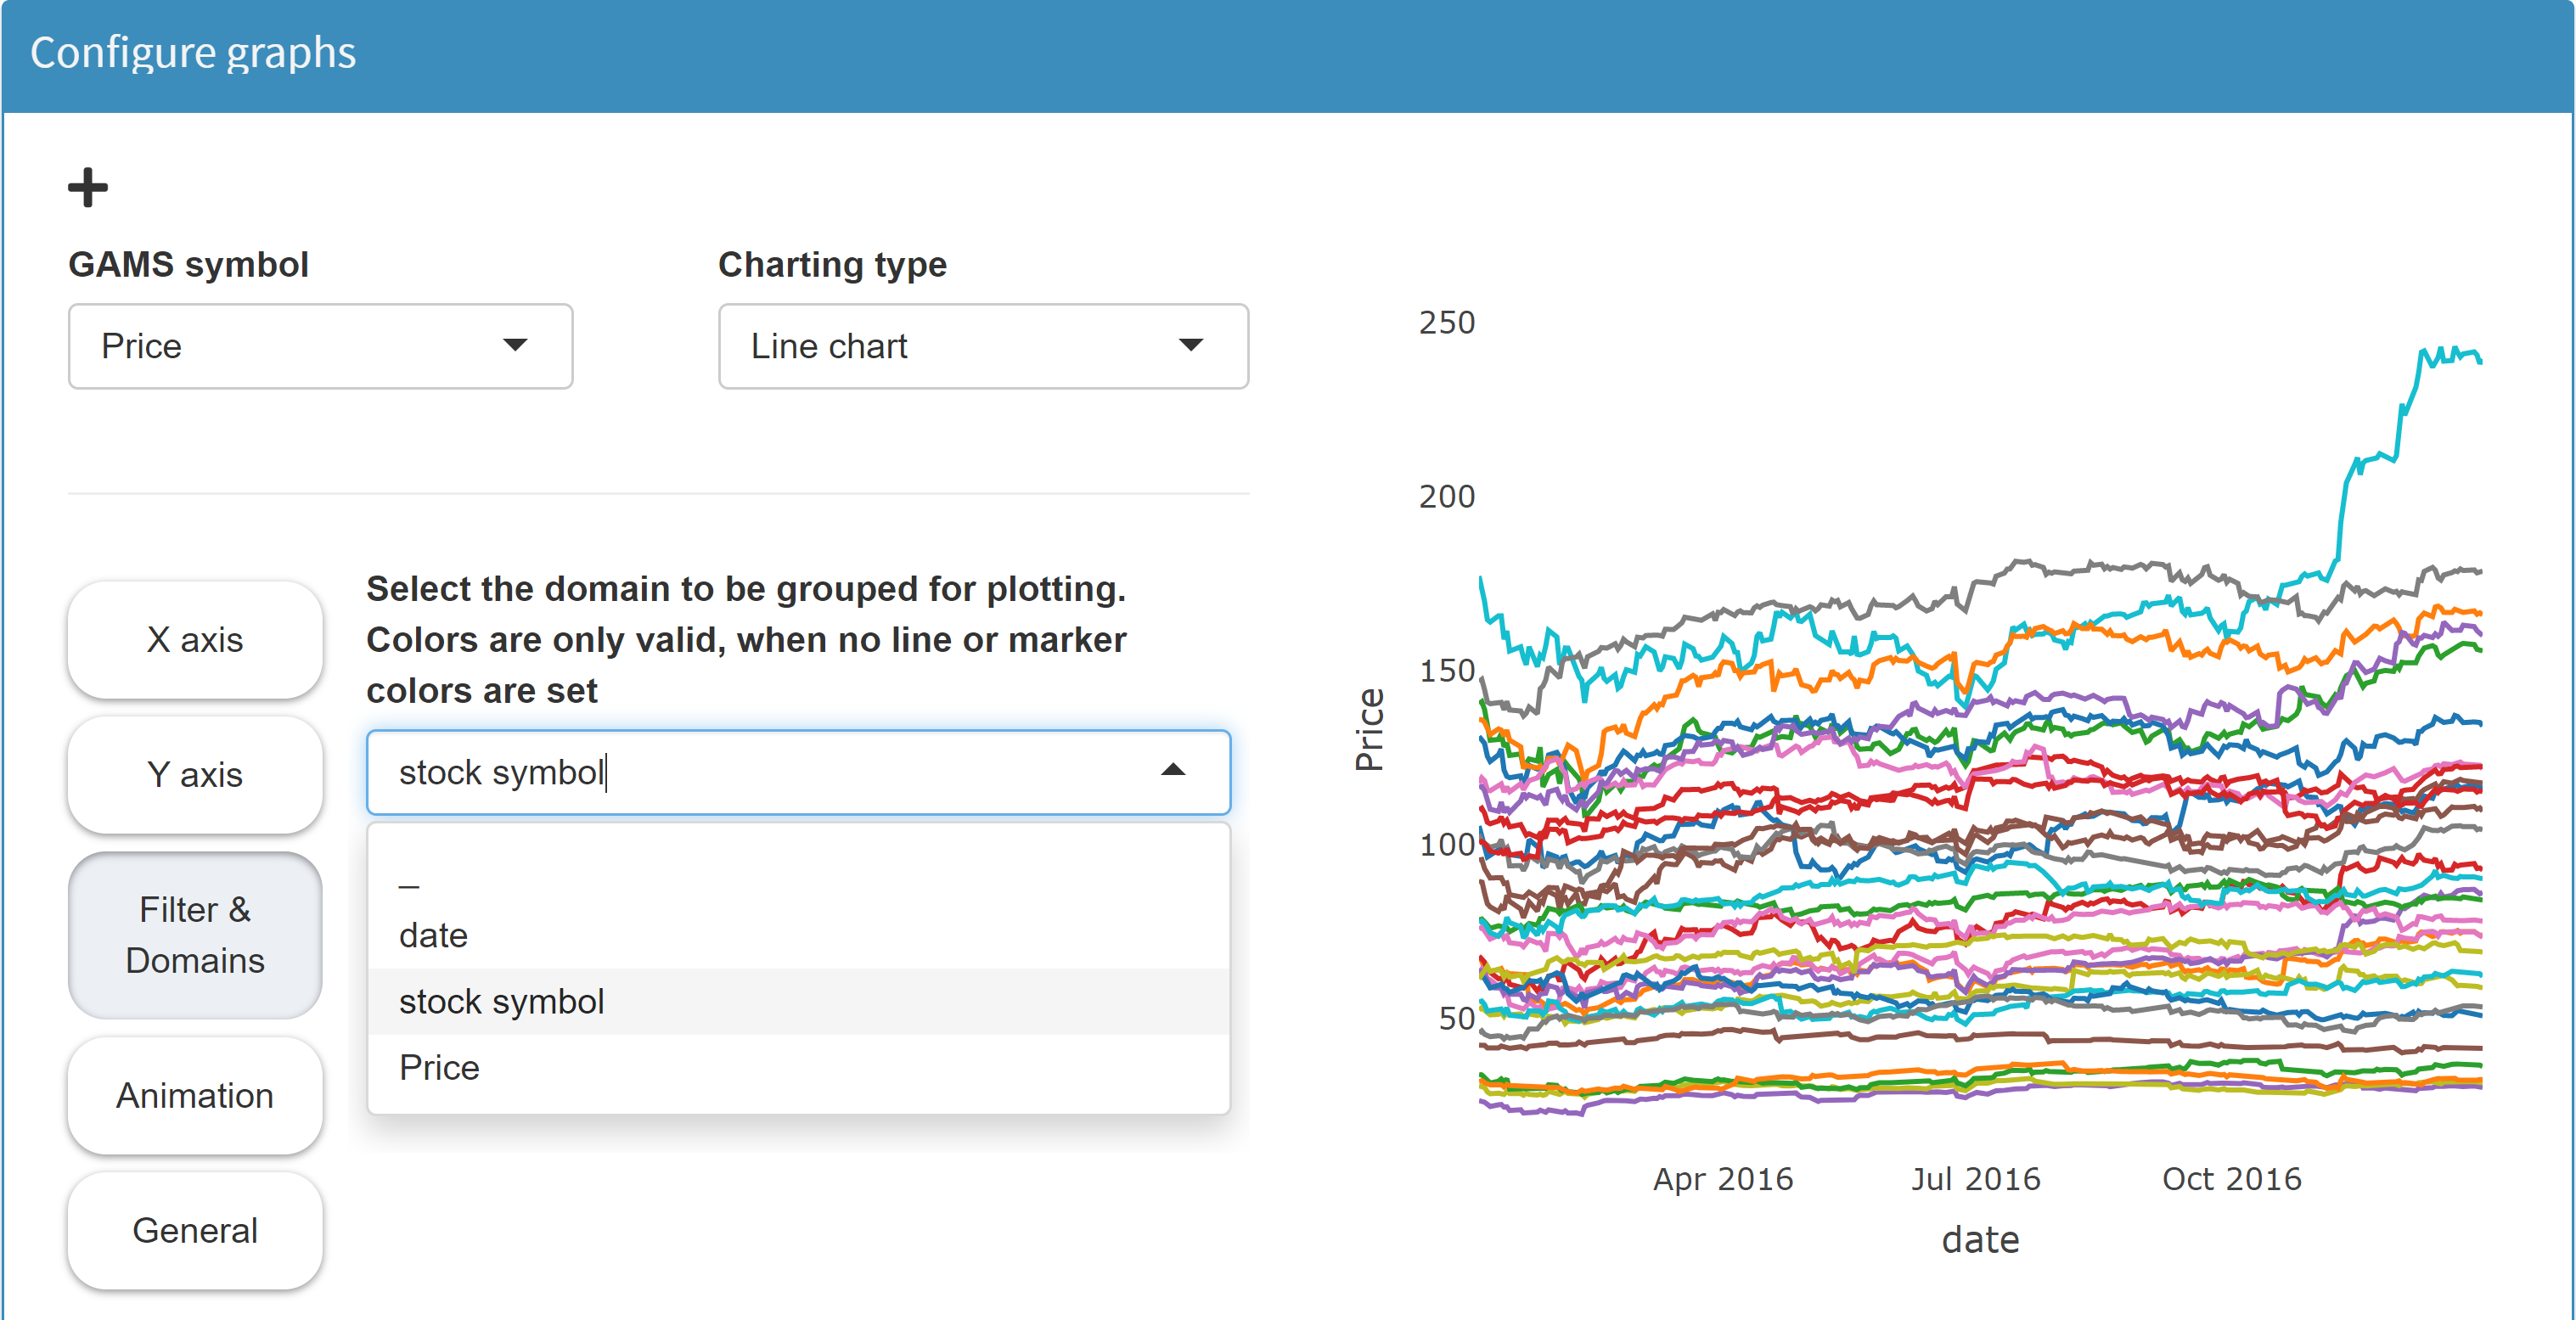 Configure graphs
GAMS symbol
Charting type
Price
Line chart
X axis
Y axis
Filter &
Domains
Animation
General
Select the domain to be grouped for plotting.
Colors are only valid, when no line or marker
colors are set
stock symbol
_
date
stock symbol
Price
250
200
150
100
50
Price
Apr 2016
Jul 2016
Oct 2016
date